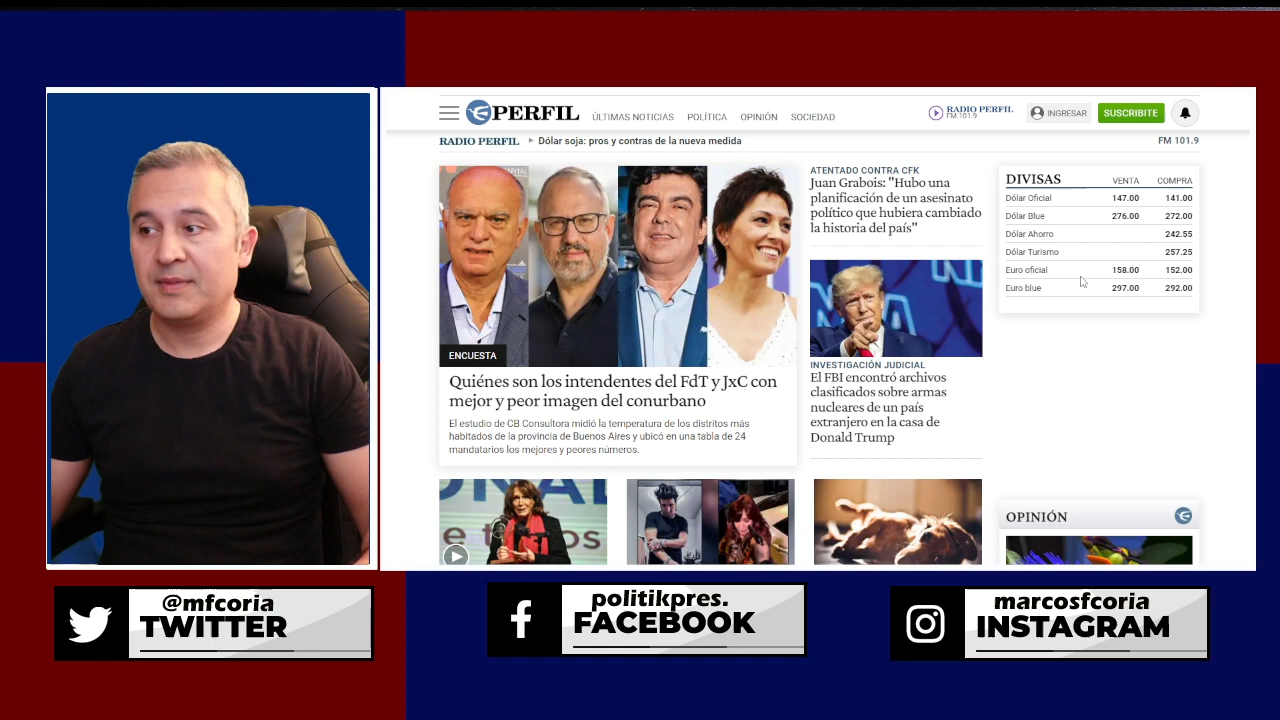 PERFIL
ÚLTIMAS NOTICIAS POLÍTICA OPINIÓN SOCIEDAD
RADIO PERFIL
FM 101.9
INGRESAR
SUSCRIBITE
RADIO PERFIL Dólar soja: pros y contras de la nueva medida FM 101.9
ENCUESTA
Quiénes son los intendentes del FdT y JxC con
mejor y peor imagen del conurbano
El estudio de CB Consultora midió la temperatura de los distritos más
habitados de la provincia de Buenos Aires y ubicó en una tabla de 24
mandatarios los mejores y peores números.
ATENTADO CONTRA CFK
Juan Grabois: "Hubo una
planificación de un asesinato
político que hubiera cambiado
la historia del país"
INVESTIGACIÓN JUDICIAL
El FBI encontró archivos
clasificados sobre armas
nucleares de un país
extranjero en la casa de
Donald Trump
DIVISAS VENTA COMPRA
Dólar Oficial 147.00 141.00
Dólar Blue 276.00 272.00
Dólar Ahorro 242.55
Dólar Turismo 257.25
Euro oficial 158.00 152.00
Euro blue 297.00 292.00
OPINIÓN
@mfcoria
TWITTER
politikpres.
FACEBOOK
marcosfcoria
INSTAGRAM